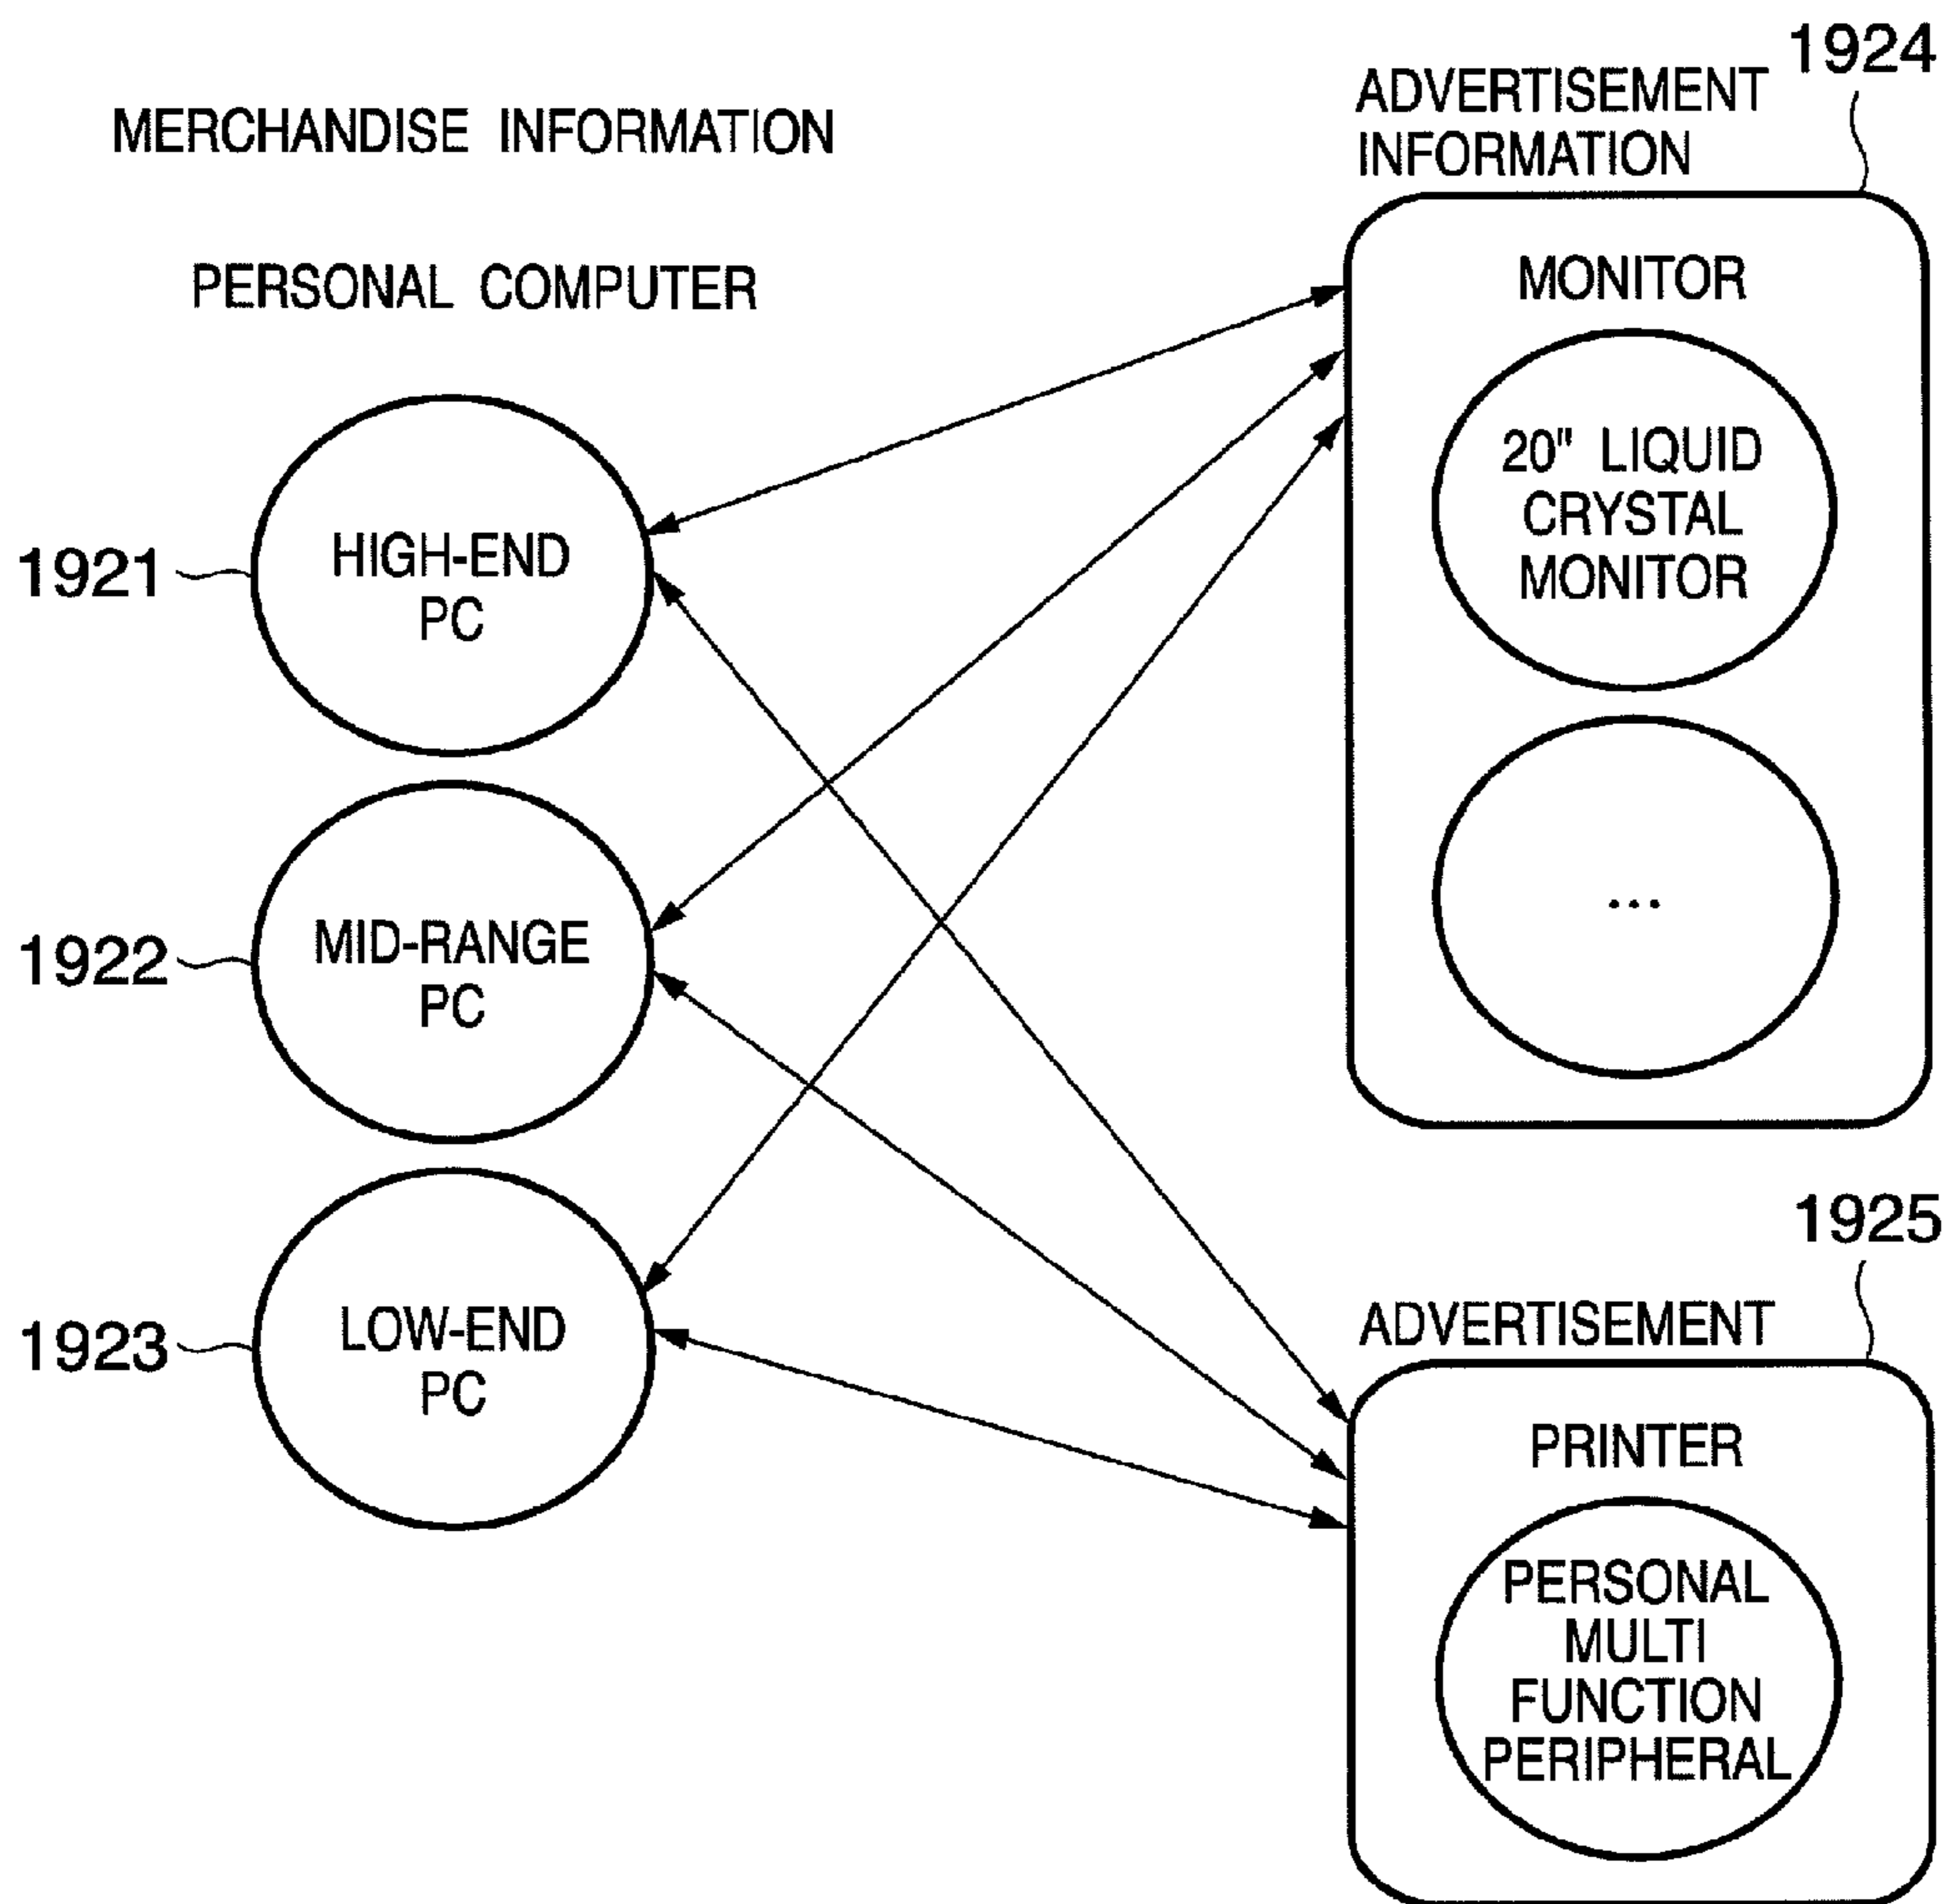 MERCHANDISE INFORMATION
PERSONAL COMPUTER
1921
HIGH-END
PC
1922
MID-RANGE
PC
1923
LOW-END
PC
1924
ADVERTISEMENT
INFORMATION
MONITOR
20" LIQUID
CRYSTAL
MONITOR
...
1925
ADVERTISEMENT
PRINTER
PERSONAL
MULTI
FUNCTION
PERIPHERAL